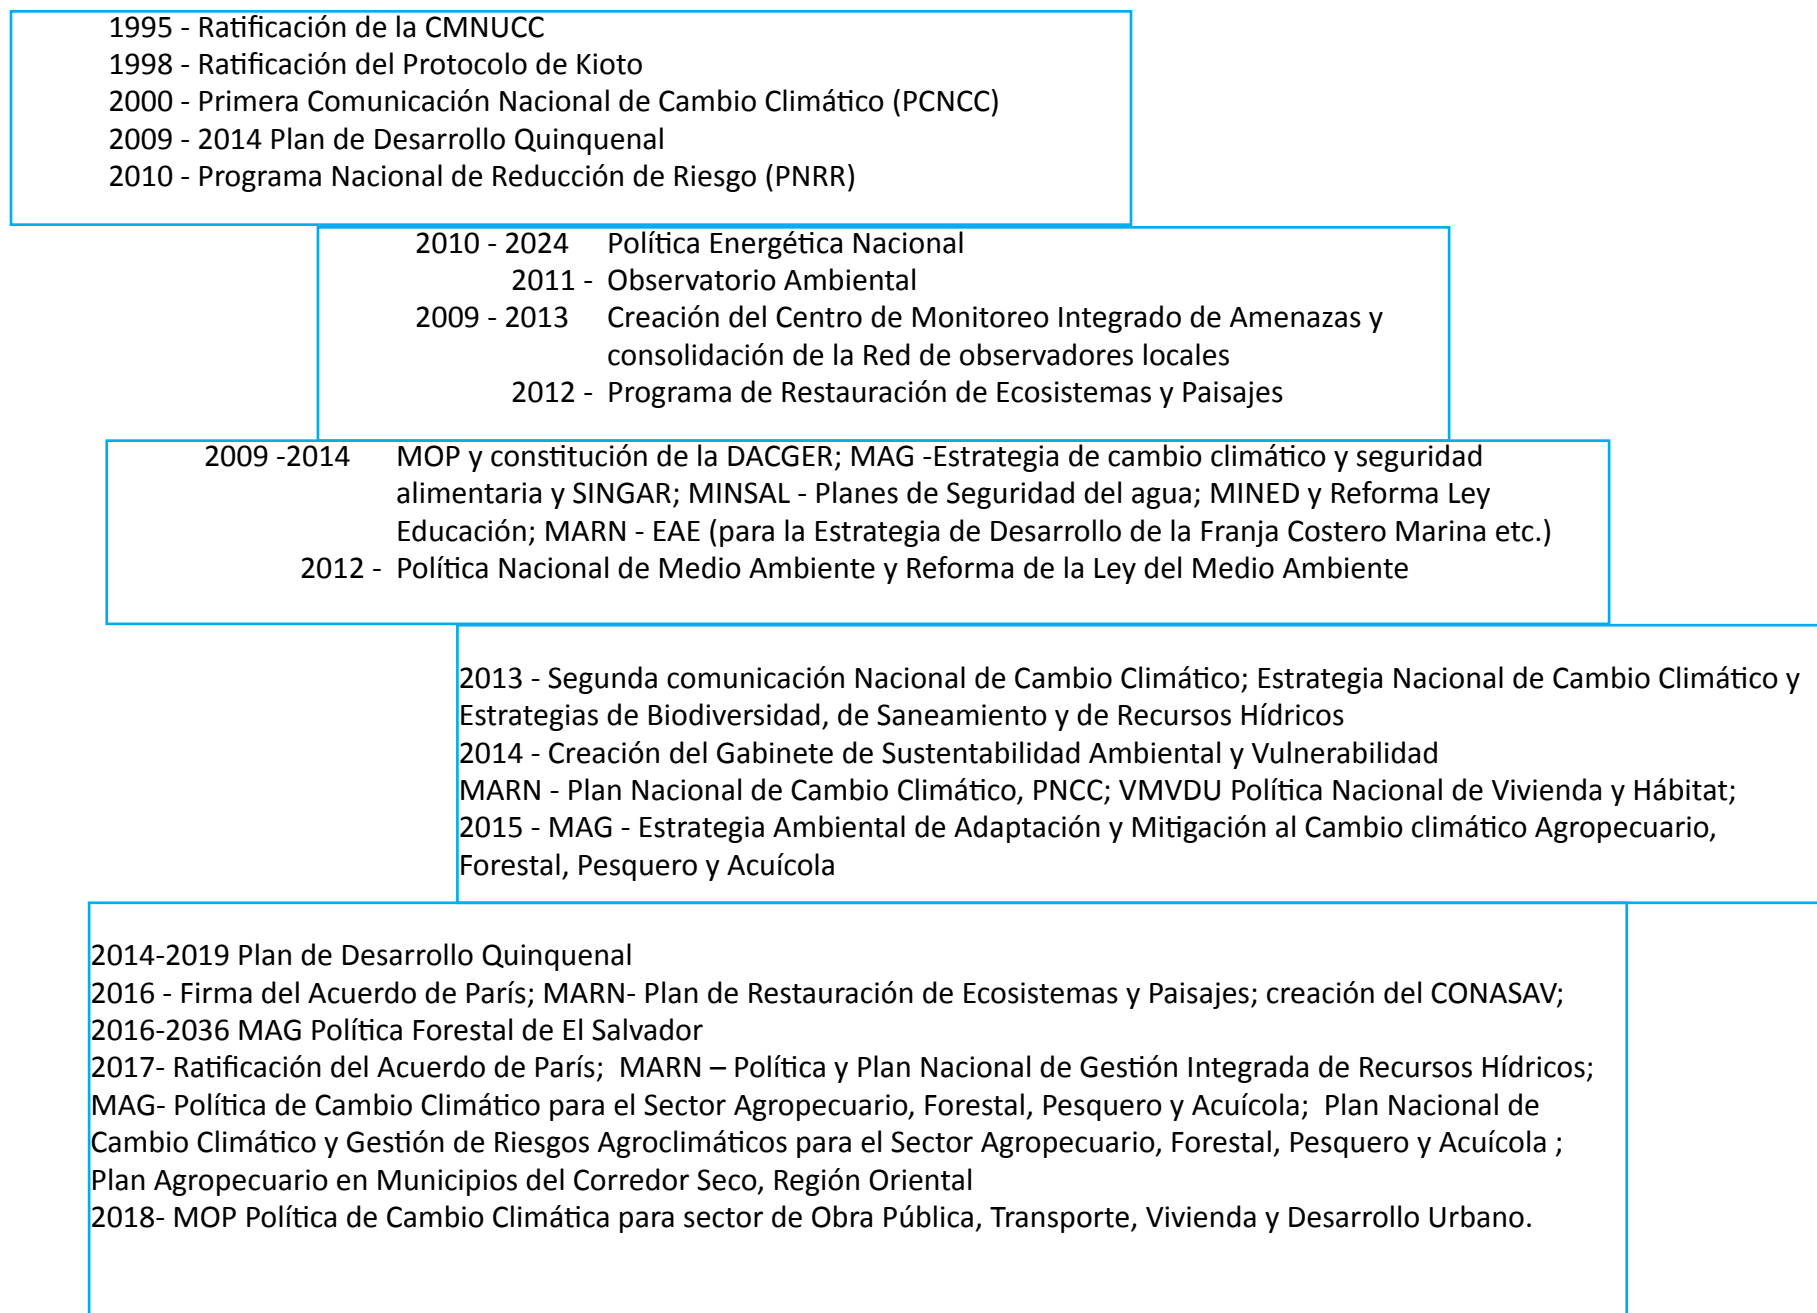 1995 - Ratificación de la CMNUCC
1998 - Ratificación del Protocolo de Kioto
2000 - Primera Comunicación Nacional de Cambio Climático (PCNCC)
2009 - 2014 Plan de Desarrollo Quinquenal
2010 - Programa Nacional de Reducción de Riesgo (PNRR)
2010 - 2024 Política Energética Nacional
2011 - Observatorio Ambiental
2009 - 2013 Creación del Centro de Monitoreo Integrado de Amenazas y
consolidación de la Red de observadores locales
2012 - Programa de Restauración de Ecosistemas y Paisajes
2009 -2014 MOP y constitución de la DACGER; MAG -Estrategia de cambio climático y seguridad
alimentaria y SINGAR; MINSAL - Planes de Seguridad del agua; MINED y Reforma Ley
Educación; MARN - EAE (para la Estrategia de Desarrollo de la Franja Costero Marina etc.)
2012 - Política Nacional de Medio Ambiente y Reforma de la Ley del Medio Ambiente
2013 - Segunda comunicación Nacional de Cambio Climático; Estrategia Nacional de Cambio Climático y
Estrategias de Biodiversidad, de Saneamiento y de Recursos Hídricos
2014 - Creación del Gabinete de Sustentabilidad Ambiental y Vulnerabilidad
MARN - Plan Nacional de Cambio Climático, PNCC; VMVDU Política Nacional de Vivienda y Hábitat;
2015 - MAG - Estrategia Ambiental de Adaptación y Mitigación al Cambio climático Agropecuario,
Forestal, Pesquero y Acuícola
2014-2019 Plan de Desarrollo Quinquenal
2016 - Firma del Acuerdo de París; MARN- Plan de Restauración de Ecosistemas y Paisajes; creación del CONASAV;
2016-2036 MAG Política Forestal de El Salvador
2017- Ratificación del Acuerdo de París;  MARN – Política y Plan Nacional de Gestión Integrada de Recursos Hídricos;
MAG- Política de Cambio Climático para el Sector Agropecuario, Forestal, Pesquero y Acuícola;  Plan Nacional de
Cambio Climático y Gestión de Riesgos Agroclimáticos para el Sector Agropecuario, Forestal, Pesquero y Acuícola ;
Plan Agropecuario en Municipios del Corredor Seco, Región Oriental
2018- MOP Política de Cambio Climática para sector de Obra Pública, Transporte, Vivienda y Desarrollo Urbano.